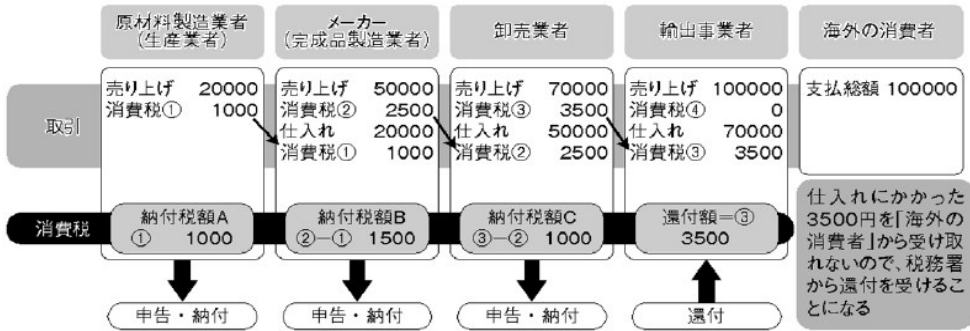 原材料製造業者
(生産業者)
メーカー
(完成品製造業者)
卸売業者
輸出事業者
海外の消費者
取引
売り上げ 20000
消費税① 1000
売り上げ 50000
消費税② 2500
仕入れ 20000
消費税① 1000
売り上げ 70000
消費税③ 3500
仕入れ 50000
消費税② 2500
売り上げ 100000
消費税④ 0
仕入れ 70000
消費税③ 3500
支払総額 100000
消費税
納付税額A
① 1000
納付税額B
②－① 1500
納付税額C
③－② 1000
還付額＝③
3500
仕入れにかかった
3500円を「海外の
消費者」から受け取
れないので、税務署
から還付を受けるこ
とになる
申告・納付
申告・納付
申告・納付
還付